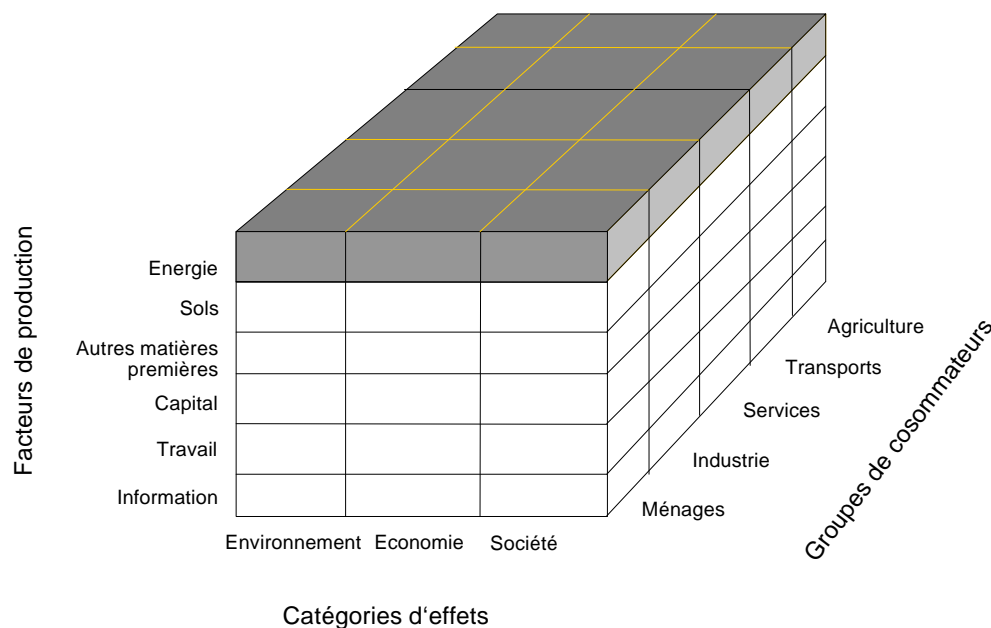 Facteurs de production
Energie
Sols
Autres matières
premières
Capital
Travail
Information
Environnement
Economie
Société
Catégories d‘effets
Ménages
Industrie
Services
Transports
Agriculture
Groupes de cosommateurs